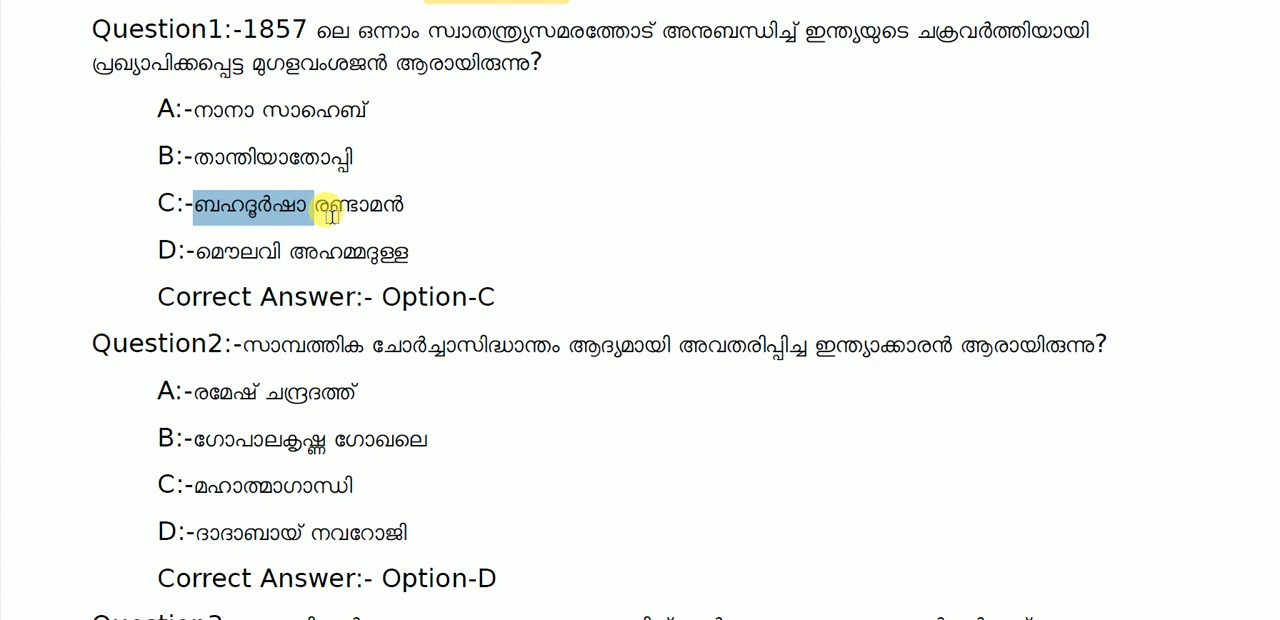 Question1:-1857 ലെ ഒന്നാം സ്വാതന്ത്ര്യസമരത്തോട് അനുബന്ധിച്ച് ഇന്ത്യയുടെ ചക്രവർത്തിയായി
പ്രഖ്യാപിക്കപ്പെട്ട മുഗളവംശജൻ ആരായിരുന്നു?
A:-നാനാ സാഹെബ്
B:-താന്തിയാതോപ്പി
C:-ബഹദൂർഷാ രണ്ടാമൻ
D:-മൌലവി അഹമ്മദുള്ള
Correct Answer:- Option-C
Question2:-സാമ്പത്തിക ചോർച്ചാസിദ്ധാന്തം ആദ്യമായി അവതരിപ്പിച്ച ഇന്ത്യാക്കാരൻ ആരായിരുന്നു?
A:-രമേഷ് ചന്ദ്രദത്ത്
B:-ഗോപാലകൃഷ്ണ ഗോഖലെ
C:-മഹാത്മാഗാന്ധി
D:-ദാദാബായ് നവറോജി
Correct Answer:- Option-D